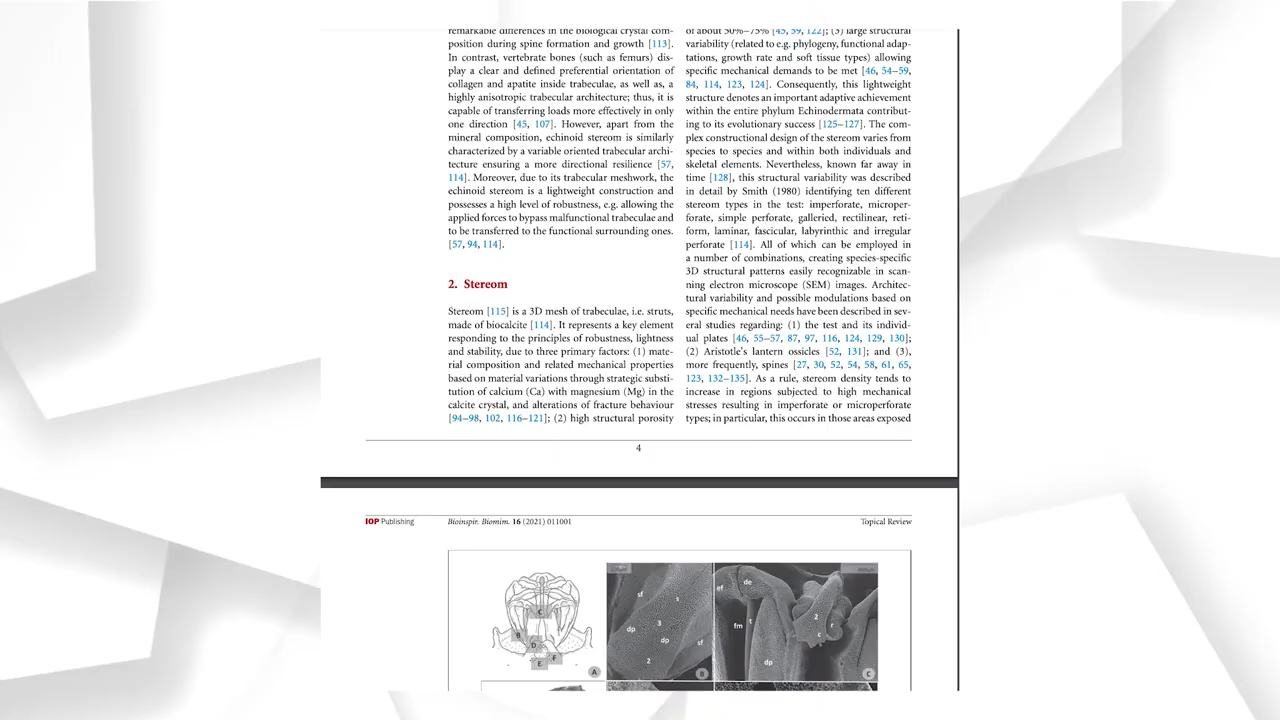 remarkable differences in the biological crystal com-
position during spine formation and growth [113].
In contrast, vertebrate bones (such as femurs) dis-
play a clear and defined preferential orientation of
collagen and apatite inside trabeculae, as well as, a
highly anisotropic trabecular architecture; thus, it is
capable of transferring loads more effectively in only
one direction [45, 107]. However, apart from the
mineral composition, echinoid stereom is similarly
characterized by a variable oriented trabecular archi-
tecture ensuring a more directional resilience [57,
114]. Moreover, due to its trabecular meshwork, the
echinoid stereom is a lightweight construction and
possesses a high level of robustness, e.g. allowing the
applied forces to bypass malfunctional trabeculae and
to be transferred to the functional surrounding ones.
[57, 94, 114].
2. Stereom
Stereom [115] is a 3D mesh of trabeculae, i.e. struts,
made of biocalcite [114]. It represents a key element
responding to the principles of robustness, lightness
and stability, due to three primary factors: (1) mate-
rial composition and related mechanical properties
based on material variations through strategic substi-
tution of calcium (Ca) with magnesium (Mg) in the
calcite crystal, and alterations of fracture behaviour
[94–98, 102, 116–121]; (2) high structural porosity
of about 50%–75% [45, 59, 122]; (3) large structural
variability (related to e.g. phylogeny, functional adap-
tations, growth rate and soft tissue types) allowing
specific mechanical demands to be met [46, 54–59,
84, 114, 123, 124]. Consequently, this lightweight
structure denotes an important adaptive achievement
within the entire phylum Echinodermata contribut-
ing to its evolutionary success [125–127]. The com-
plex constructional design of the stereom varies from
species to species and within both individuals and
skeletal elements. Nevertheless, known far away in
time [128], this structural variability was described
in detail by Smith (1980) identifying ten different
stereom types in the test: imperforate, microper-
forate, simple perforate, galleried, rectilinear, reti-
form, laminar, fascicular, labyrinthic and irregular
perforate [114]. All of which can be employed in
a number of combinations, creating species-specific
3D structural patterns easily recognizable in scan-
ning electron microscope (SEM) images. Architec-
tural variability and possible modulations based on
specific mechanical needs have been described in sev-
eral studies regarding: (1) the test and its individ-
ual plates [46, 55–57, 87, 97, 116, 124, 129, 130];
(2) Aristotle's lantern ossicles [52, 131]; and (3),
more frequently, spines [27, 30, 52, 54, 58, 61, 65,
123, 132–135]. As a rule, stereom density tends to
increase in regions subjected to high mechanical
stresses resulting in imperforate or microperforate
types; in particular, this occurs in those areas exposed
4
IOP Publishing
Bioinspir. Biomim. 16 (2021) 011001
Topical Review
C
B
D
F
E
A
sf
s
3
dp
dp
sf
2
B
ef
de
fm
t
2
r
c
dp
C